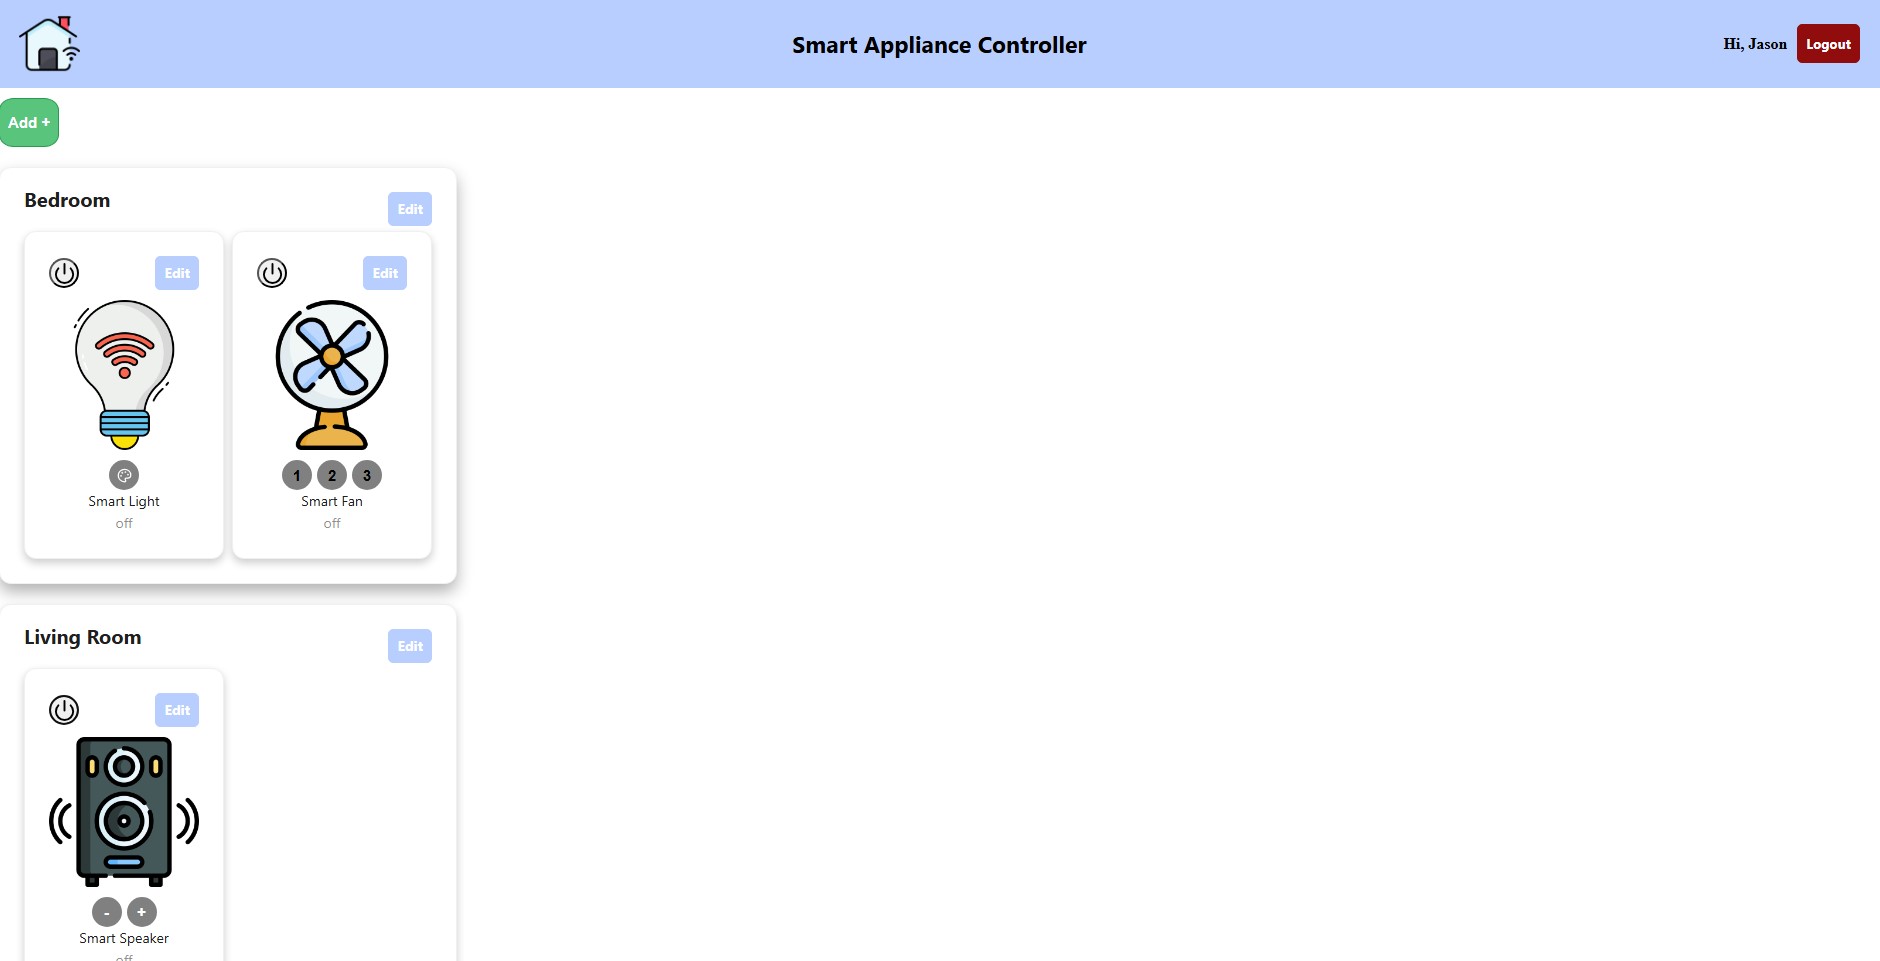 Smart Appliance Controller
Hi, Jason
Logout
Add +
Bedroom
Edit
Edit
Edit
1 2 3
Smart Light
Smart Fan
off
off
Living Room
Edit
Edit
- +
Smart Speaker
off